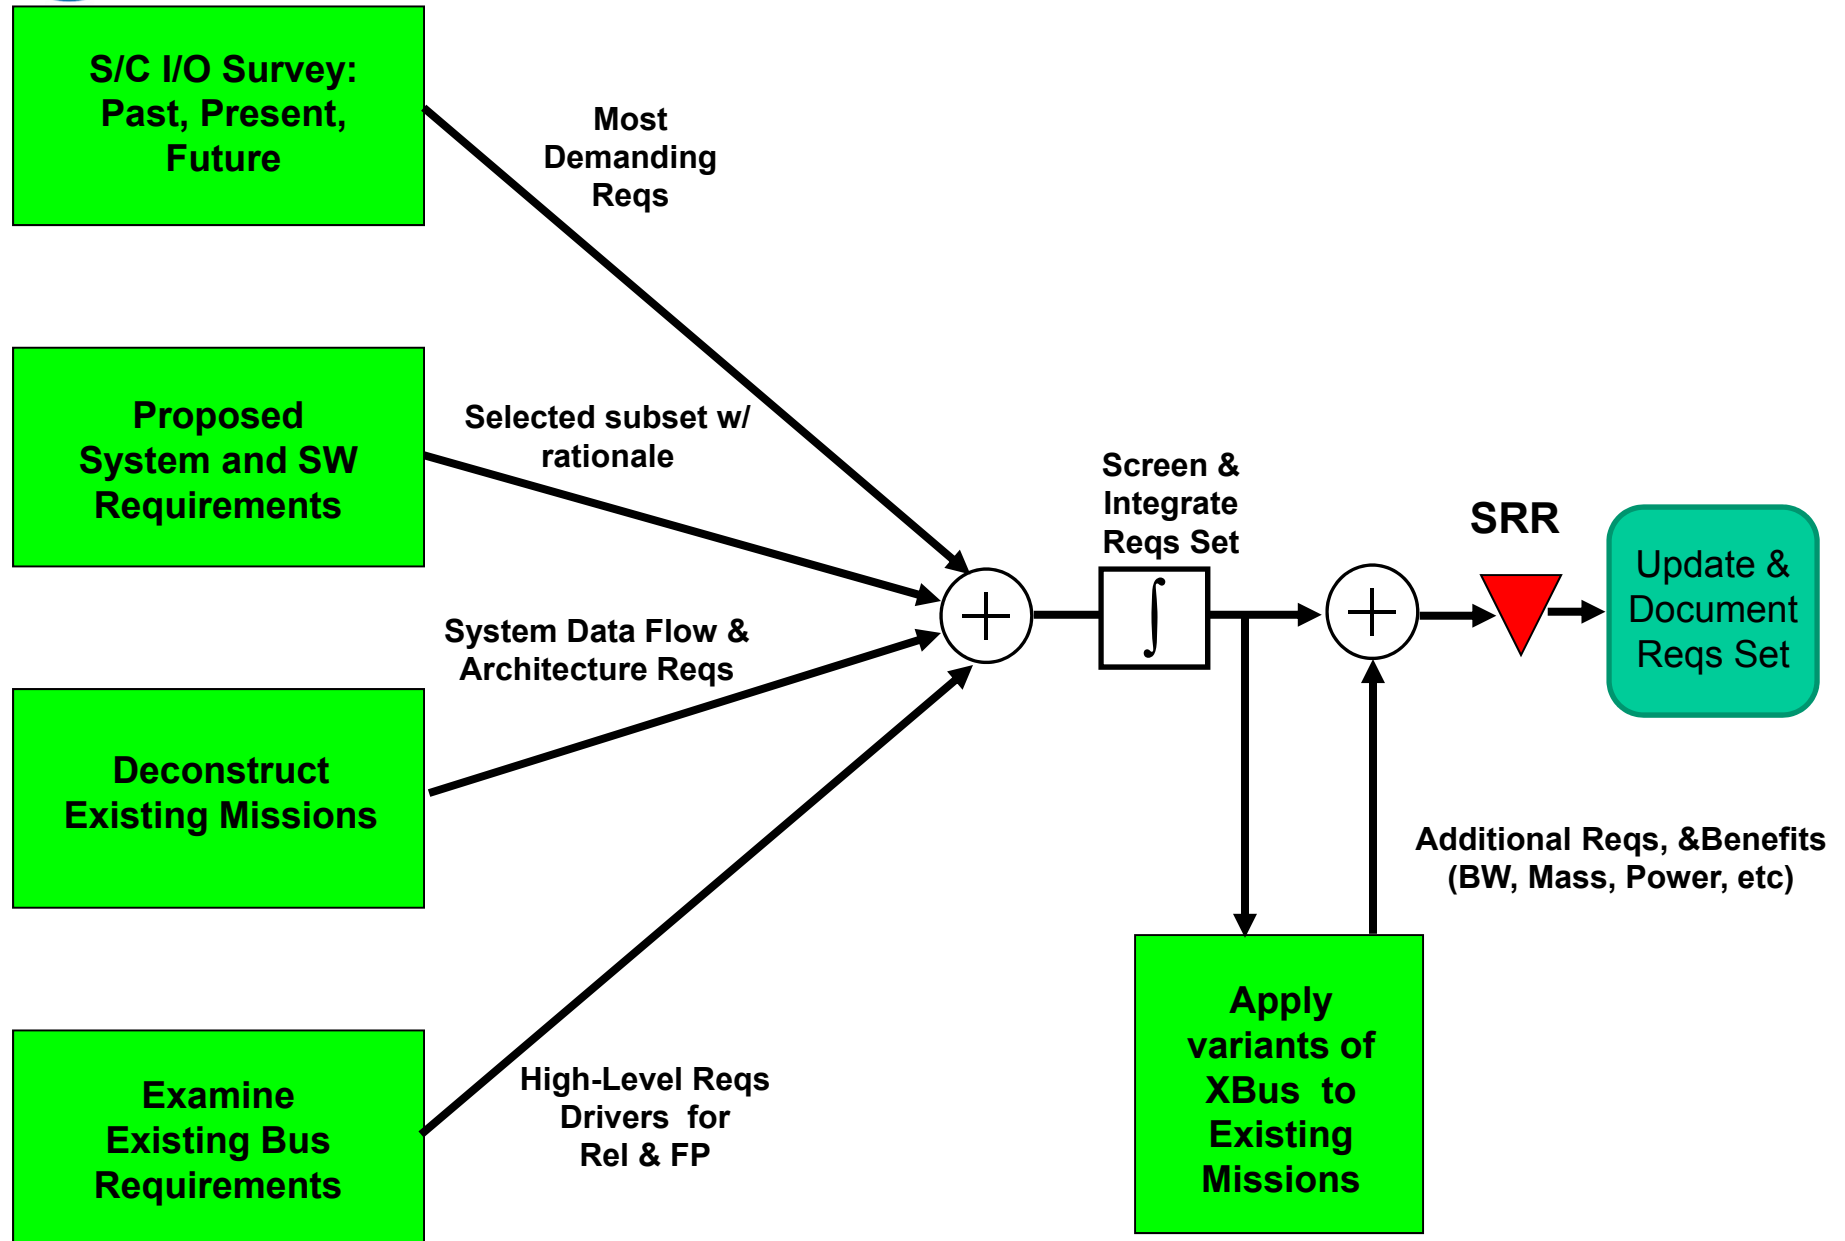 S/C I/O Survey:
Past, Present,
Future
Most
Demanding
Reqs
Proposed
System and SW
Requirements
Selected subset w/
rationale
System Data Flow &
Architecture Reqs
Deconstruct
Existing Missions
Examine
Existing Bus
Requirements
High-Level Reqs
Drivers for
Rel & FP
Screen &
Integrate
Reqs Set
∫
SRR
Update &
Document
Reqs Set
Additional Reqs, &Benefits
(BW, Mass, Power, etc)
Apply
variants of
XBus to
Existing
Missions